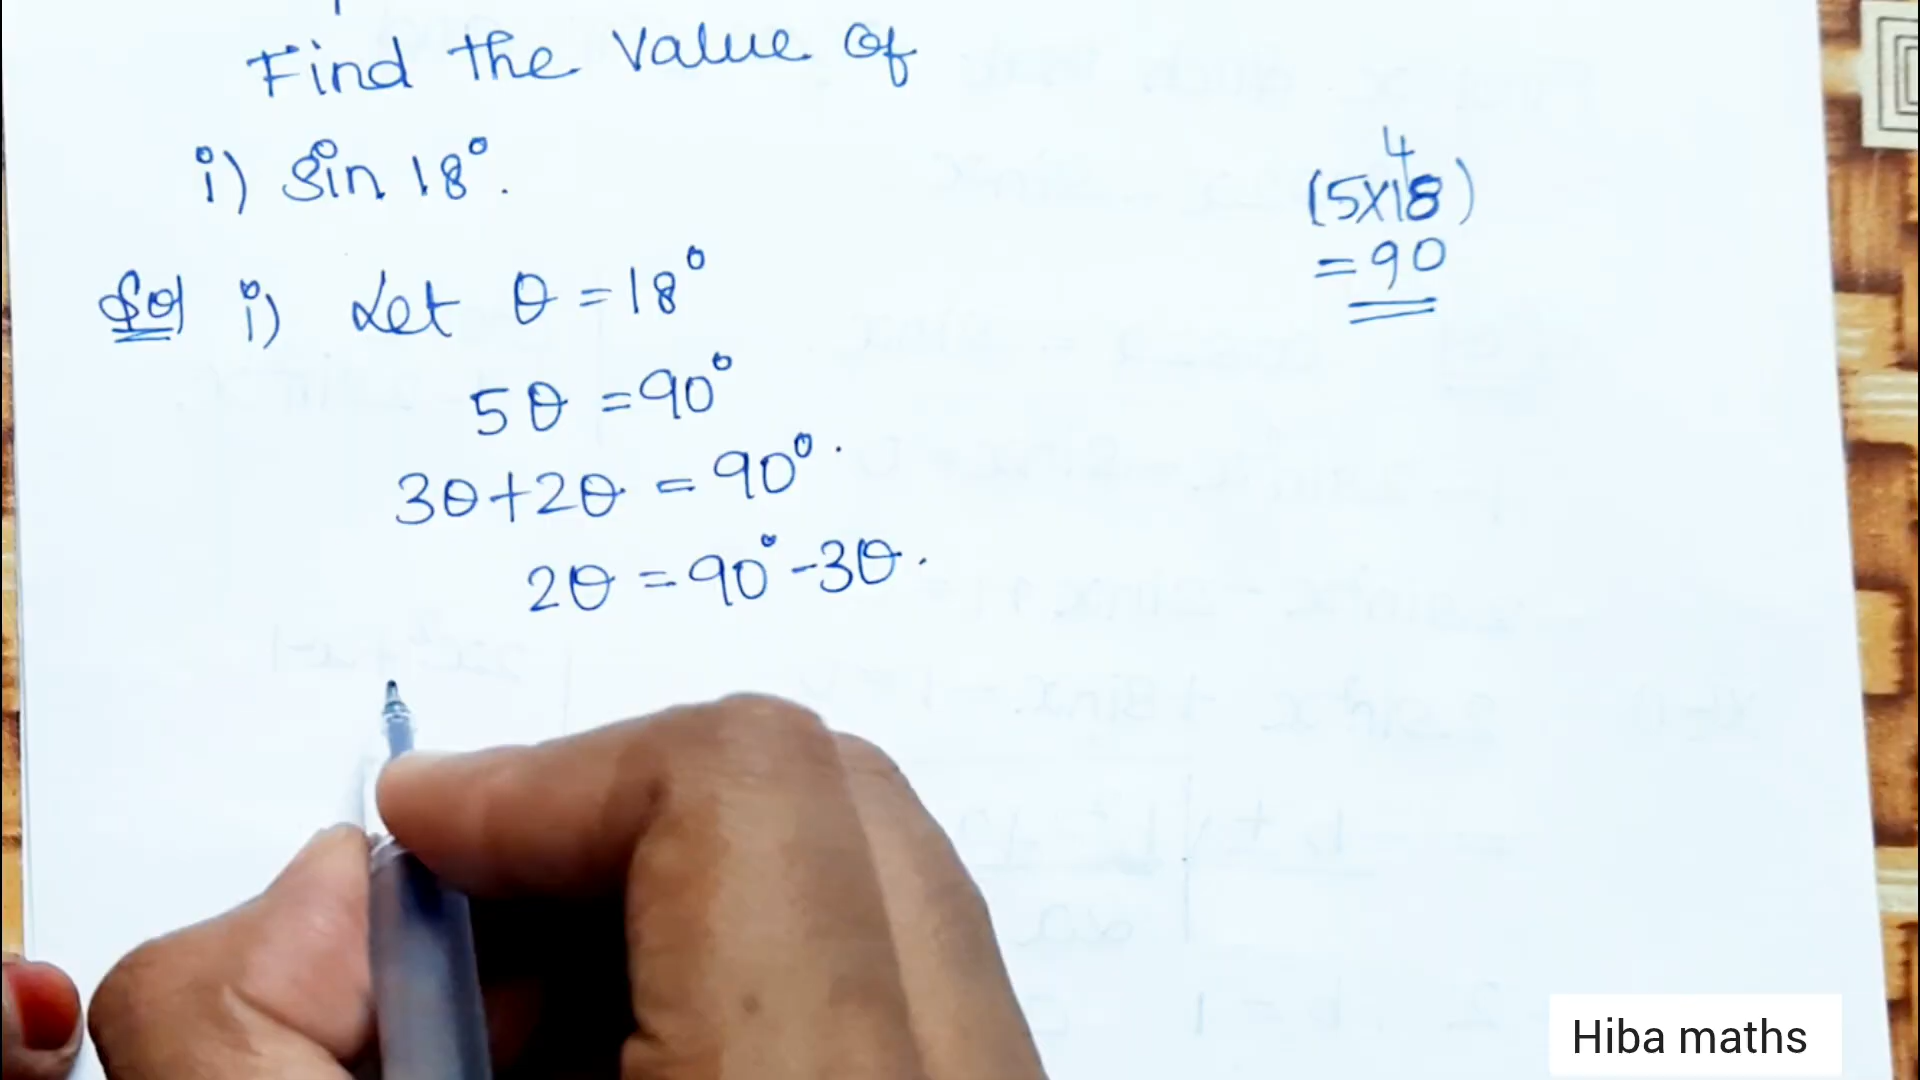 Find the value of
i) Sin 18°.
Sol i) Let θ = 18°
5θ = 90°
3θ+2θ = 90°.
2θ = 90° - 3θ.
4
(5×18)
= 90
Hiba maths